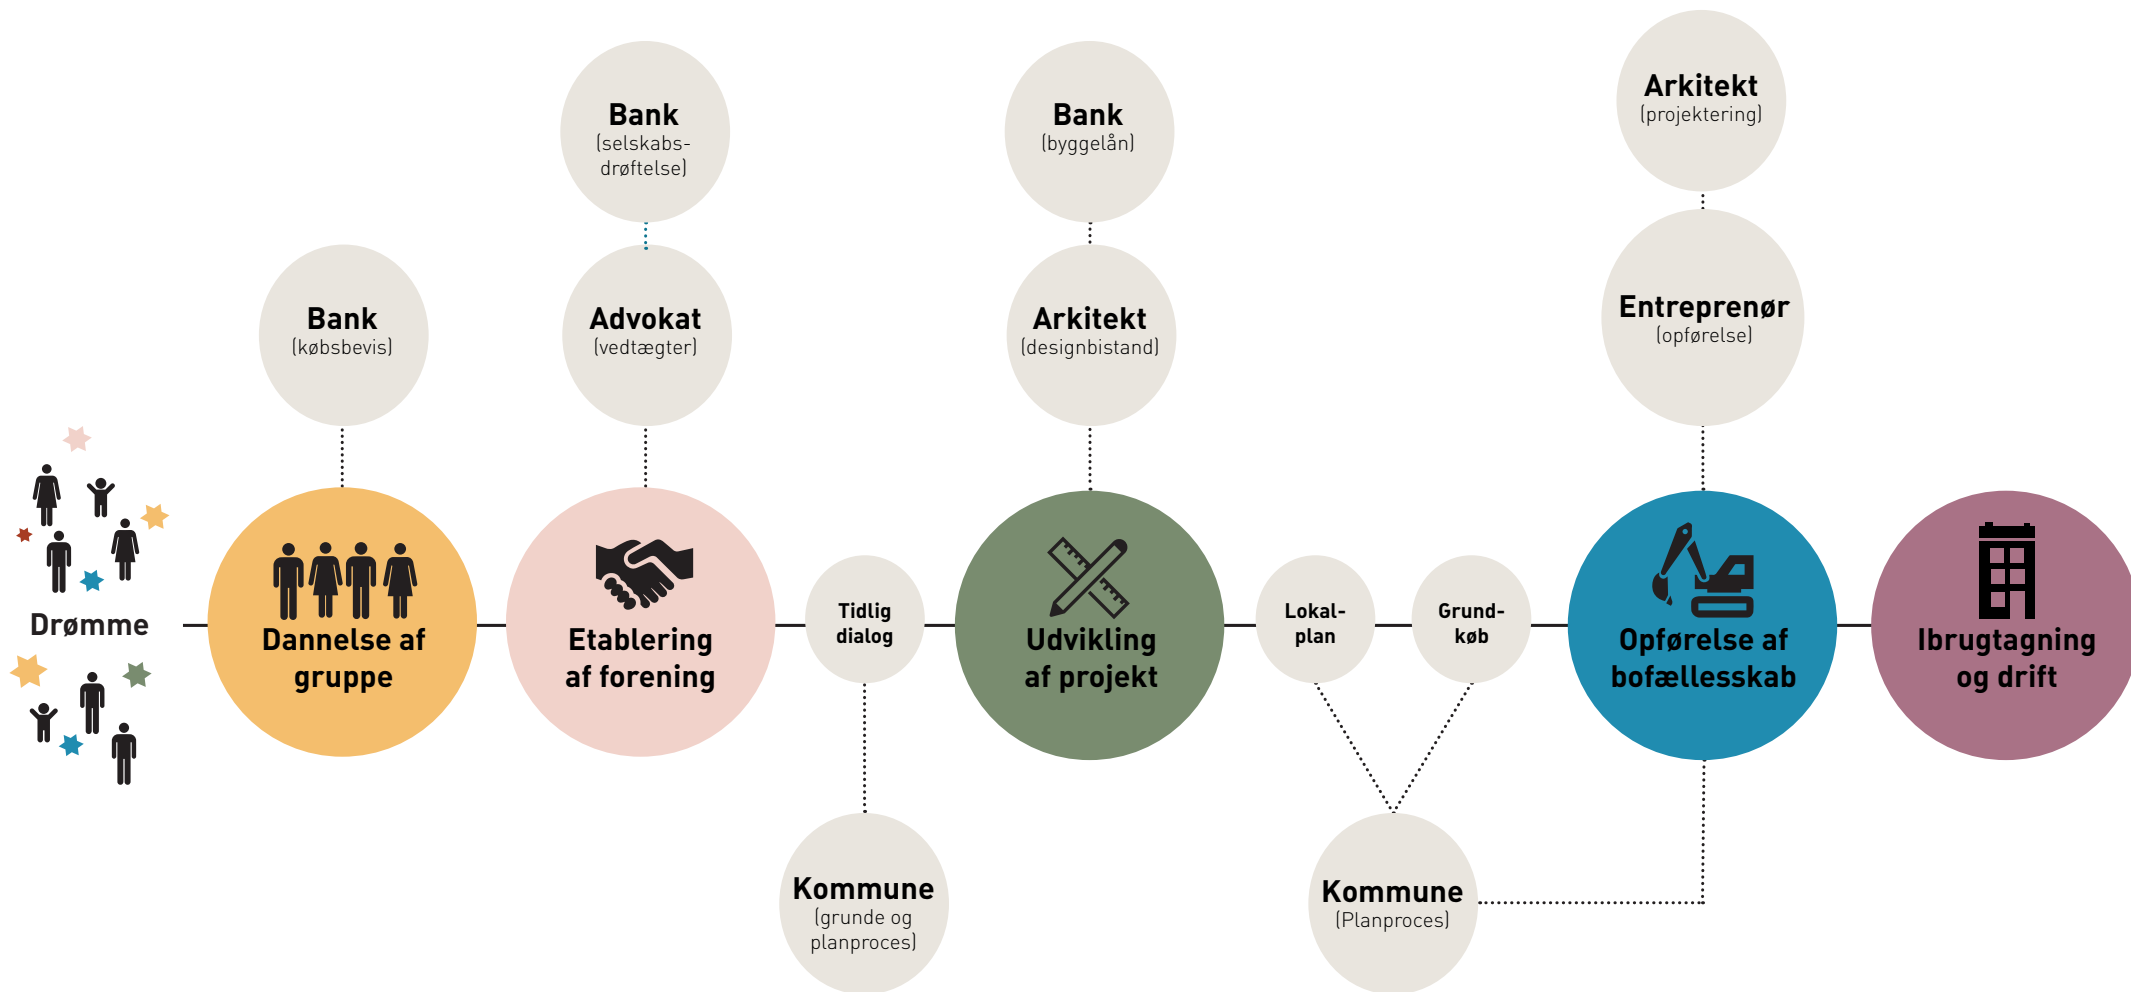 Bank
(selskabs-
drøftelse)
Bank
(byggelån)
Arkitekt
(projektering)
Bank
(købsbevis)
Advokat
(vedtægter)
Arkitekt
(designbistand)
Entreprenør
(opførelse)
Drømme
Dannelse af
gruppe
Etablering
af forening
Tidlig
dialog
Udvikling
af projekt
Lokal-
plan
Grund-
køb
Opførelse af
bofællesskab
Ibrugtagning
og drift
Kommune
(grunde og
planproces)
Kommune
(Planproces)